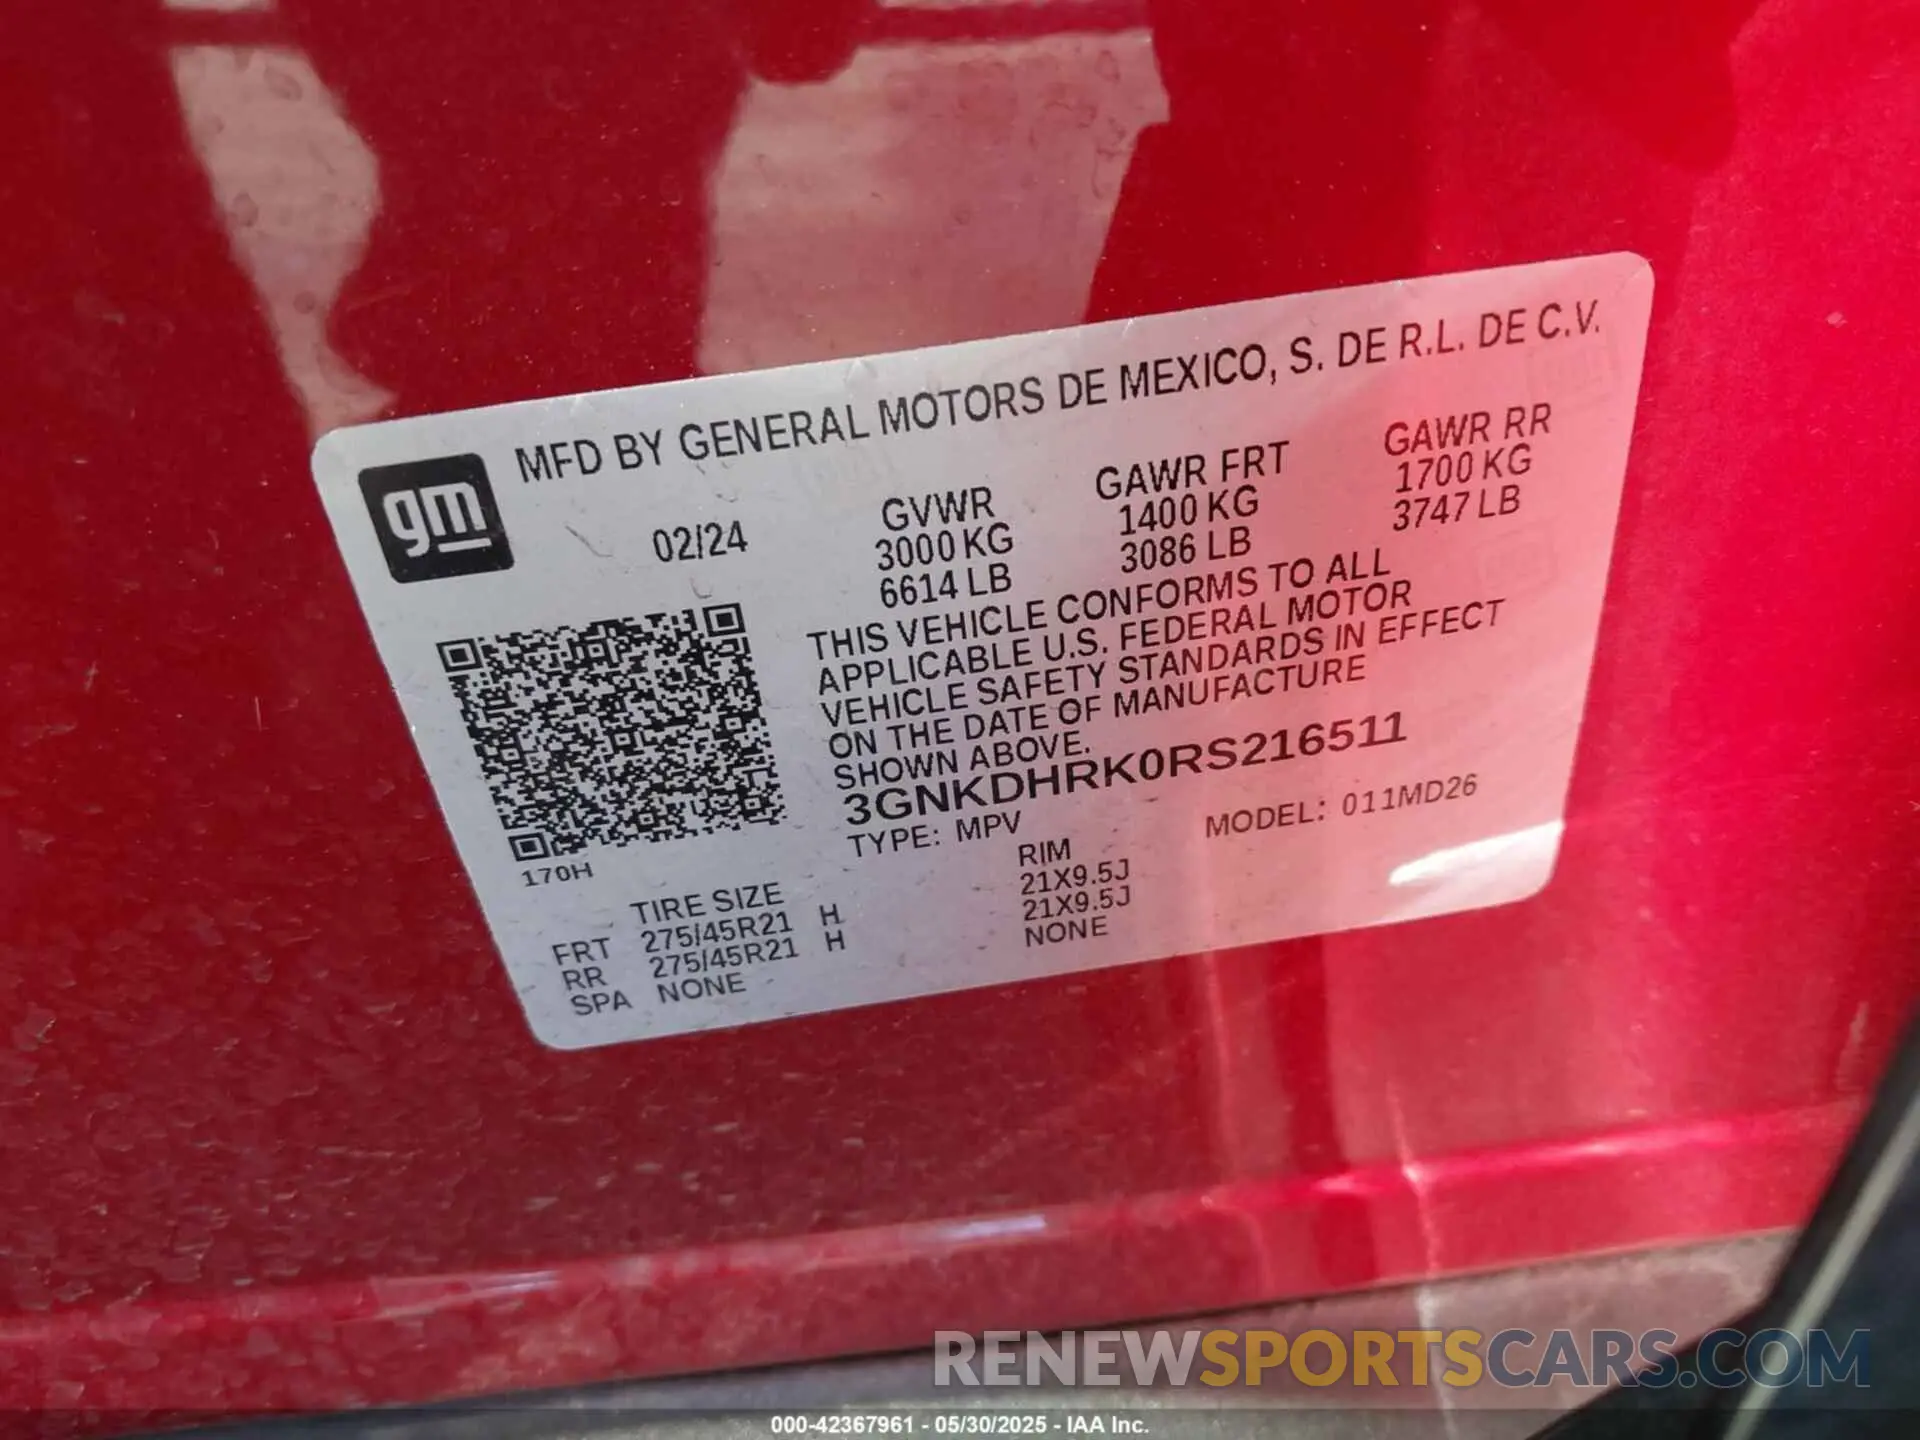 MFD BY GENERAL MOTORS DE MEXICO, S. DE R.L. DE C.V.
gm
02/24
GVWR
3000 KG
6614 LB
GAWR FRT
1400 KG
3086 LB
GAWR RR
1700 KG
3747 LB
THIS VEHICLE CONFORMS TO ALL
APPLICABLE U.S. FEDERAL MOTOR
VEHICLE SAFETY STANDARDS IN EFFECT
ON THE DATE OF MANUFACTURE
SHOWN ABOVE.
3GNKDHRK0RS216511
TYPE: MPV
MODEL: 011MD26
170H
TIRE SIZE
RIM
FRT 275/45R21 H 21X9.5J
RR 275/45R21 H 21X9.5J
SPA NONE NONE
RENEWSPORTSCARS.COM
000-42367961 - 05/30/2025 - IAA Inc.